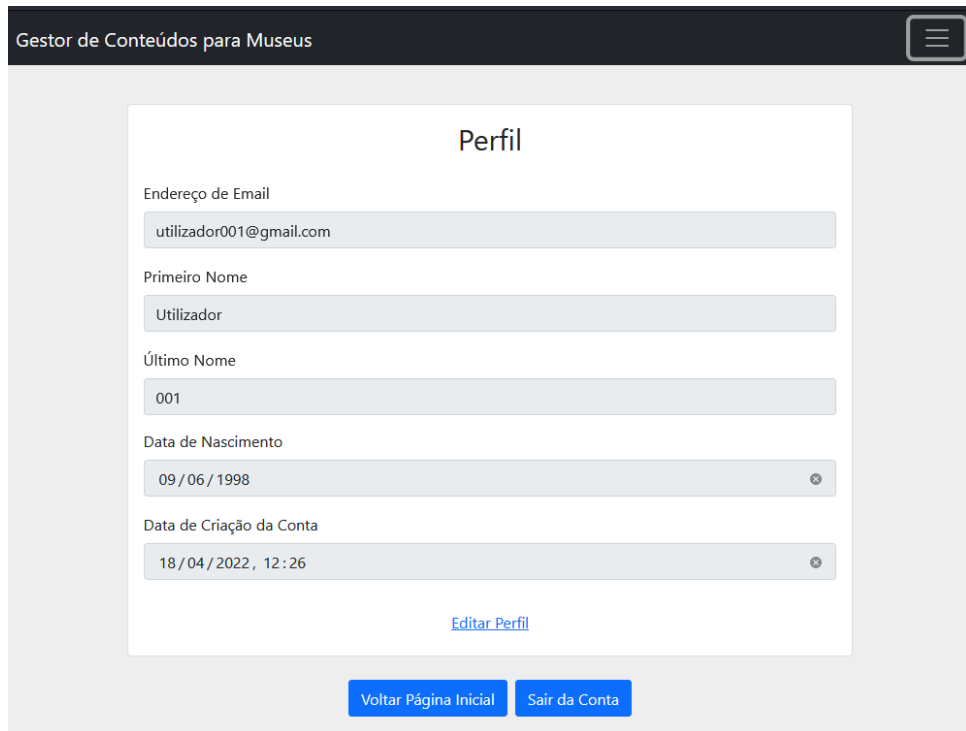 Gestor de Conteúdos para Museus
Perfil
Endereço de Email
utilizador001@gmail.com
Primeiro Nome
Utilizador
Último Nome
001
Data de Nascimento
09/06/1998
Data de Criação da Conta
18/04/2022, 12:26
Editar Perfil
Voltar Página Inicial
Sair da Conta